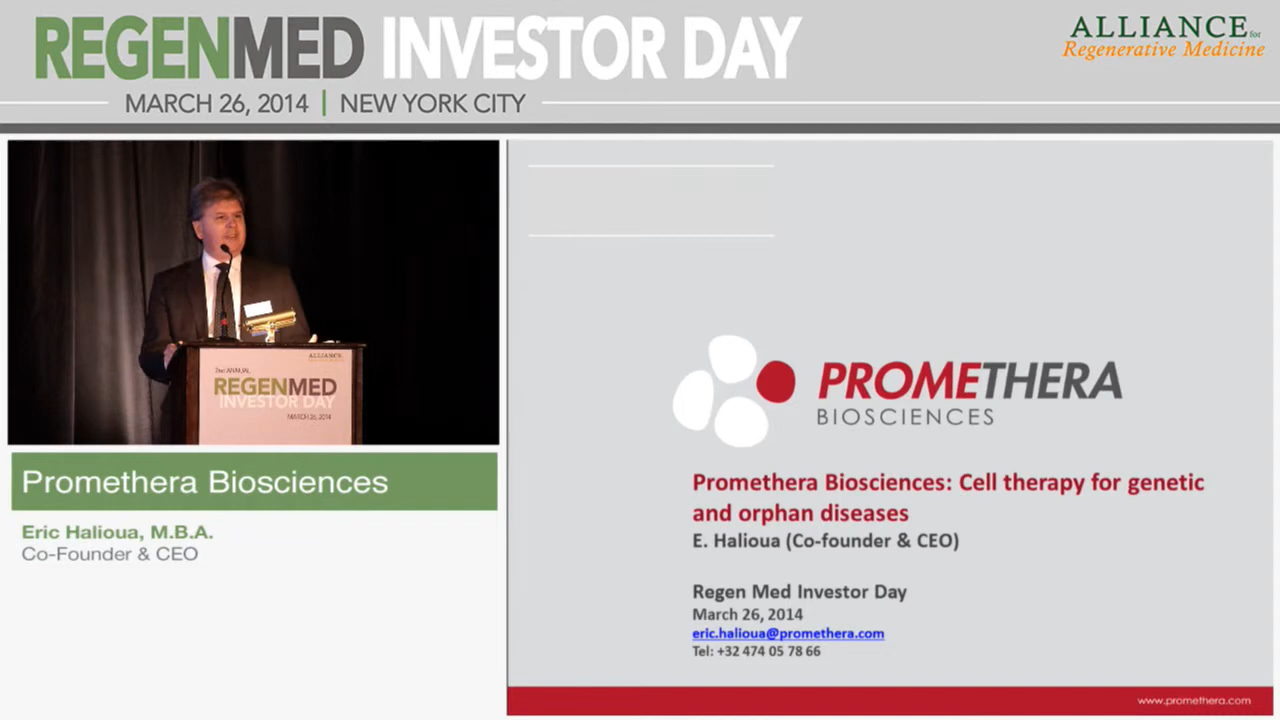 REGENMED INVESTOR DAY
MARCH 26, 2014 | NEW YORK CITY
ALLIANCE for
Regenerative Medicine
ALLIANCE
2ND ANNUAL
REGENMED
INVESTOR DAY
MARCH 26, 2014
Promethera Biosciences
Eric Halioua, M.B.A.
Co-Founder & CEO
PROMETHERA
BIOSCIENCES
Promethera Biosciences: Cell therapy for genetic
and orphan diseases
E. Halioua (Co-founder & CEO)
Regen Med Investor Day
March 26, 2014
eric.halioua@promethera.com
Tel: +32 474 05 78 66
www.promethera.com